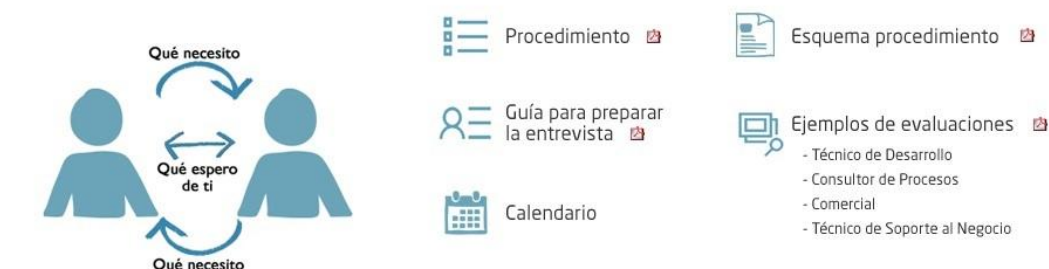 Qué necesito
Qué espero
de ti
Qué necesito
Procedimiento
Guía para preparar
la entrevista
Calendario
Esquema procedimiento
Ejemplos de evaluaciones
- Técnico de Desarrollo
- Consultor de Procesos
- Comercial
- Técnico de Soporte al Negocio